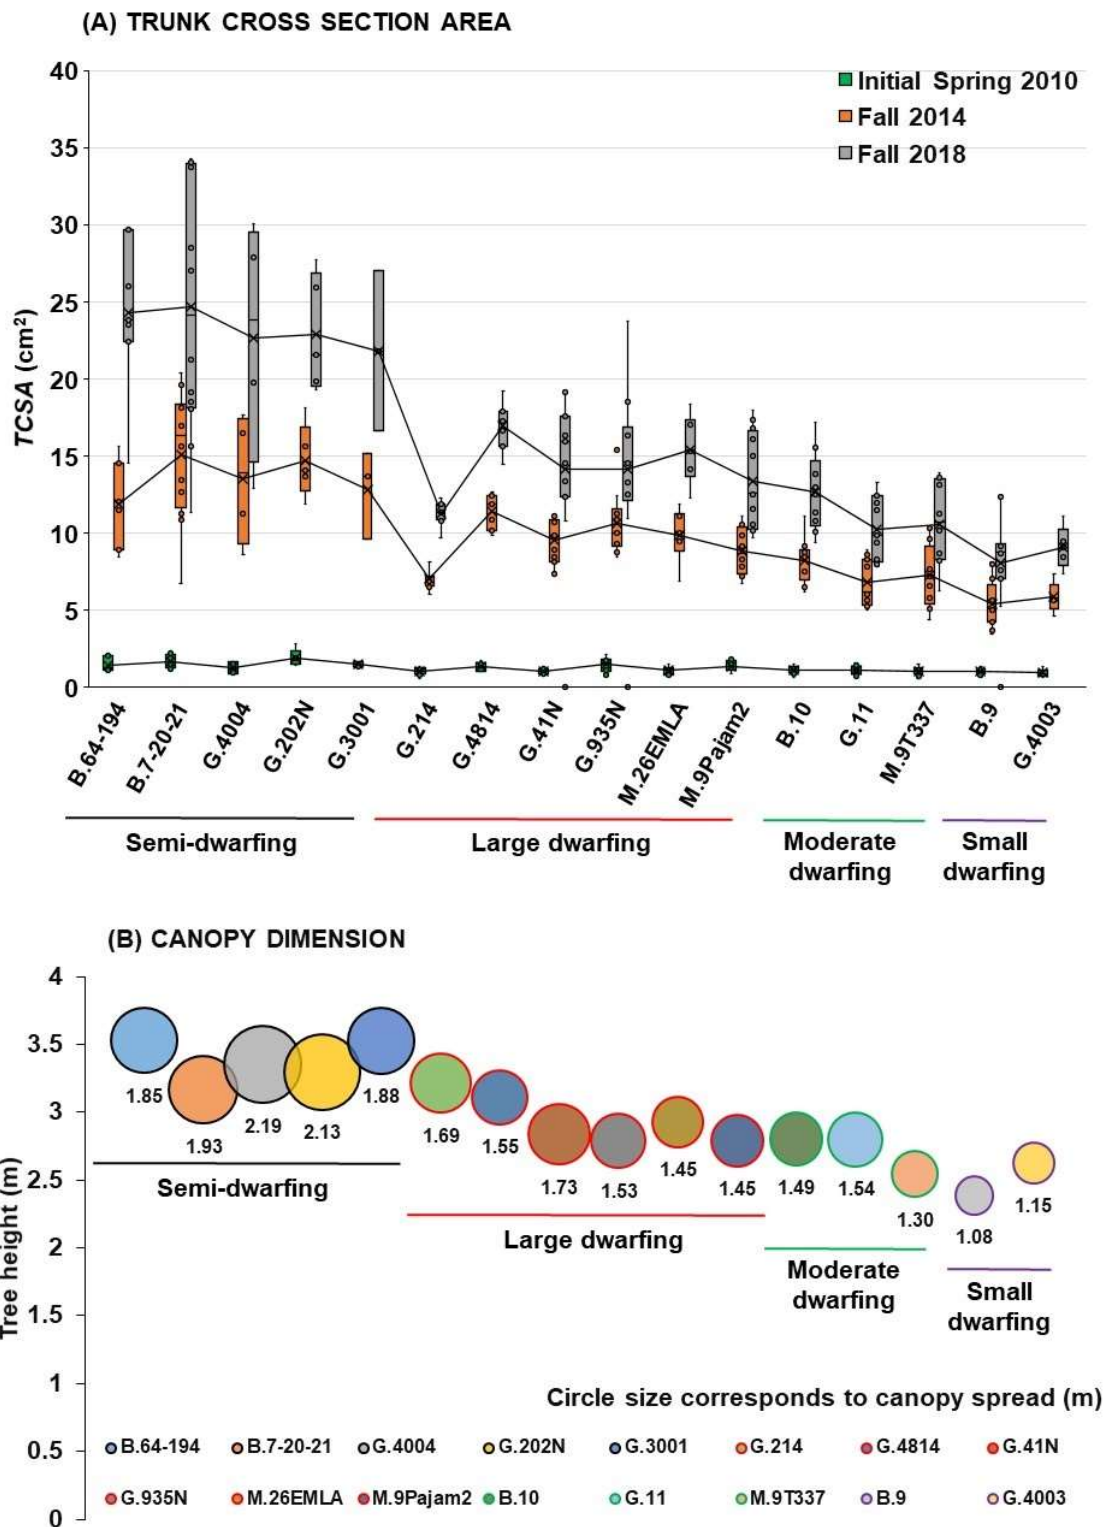 (A) TRUNK CROSS SECTION AREA
40
35
30
25
20
15
10
5
0
TCSA (cm²)
Initial Spring 2010
Fall 2014
Fall 2018
B.64-194
B.7-20-21
G.4004
G.202N
G.3001
G.214
G.4814
G.41N
G.935N
M.26EMLA
M.9Pajam2
B.10
G.11
M.9T337
B.9
G.4003
Semi-dwarfing
Large dwarfing
Moderate
dwarfing
Small
dwarfing
(B) CANOPY DIMENSION
4
3.5
3
2.5
2
1.5
1
0.5
0
Tree height (m)
1.85
1.93
2.19
2.13
1.88
1.69
1.55
1.73
1.53
1.45
1.45
1.49
1.54
1.30
1.08
1.15
Semi-dwarfing
Large dwarfing
Moderate
dwarfing
Small
dwarfing
Circle size corresponds to canopy spread (m)
B.64-194 B.7-20-21 G.4004 G.202N G.3001 G.214 G.4814 G.41N
G.935N M.26EMLA M.9Pajam2 B.10 G.11 M.9T337 B.9 G.4003